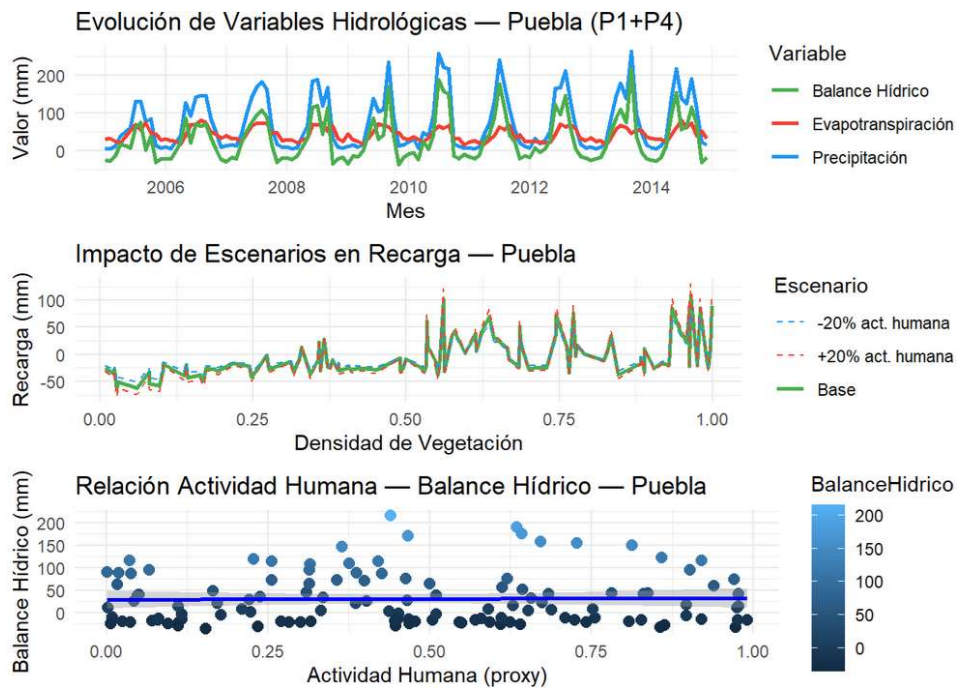 Evolución de Variables Hidrológicas — Puebla (P1+P4)
Valor (mm)
200
100
0
2006 2008 2010 2012 2014
Mes
Variable
Balance Hídrico
Evapotranspiración
Precipitación
Impacto de Escenarios en Recarga — Puebla
Recarga (mm)
100
50
0
-50
0.00 0.25 0.50 0.75 1.00
Densidad de Vegetación
Escenario
-20% act. humana
+20% act. humana
Base
Relación Actividad Humana — Balance Hídrico — Puebla
Balance Hídrico (mm)
200
150
100
50
0
0.00 0.25 0.50 0.75 1.00
Actividad Humana (proxy)
BalanceHidrico
200
150
100
50
0